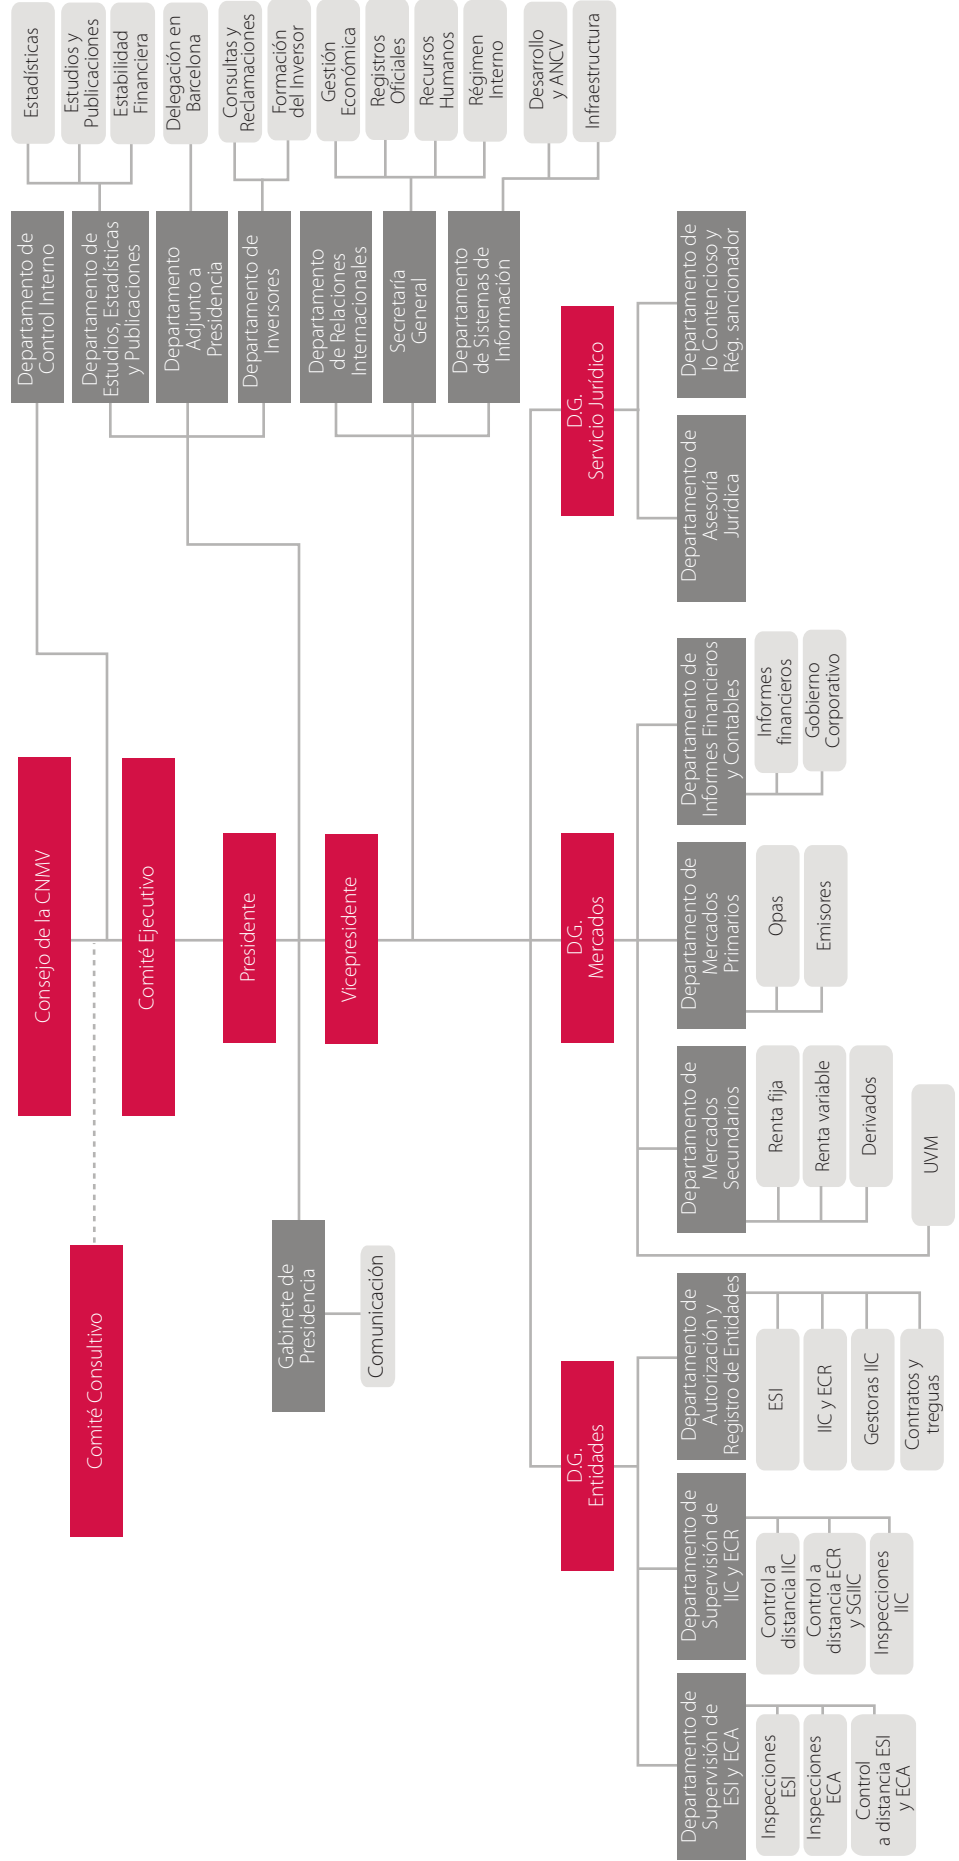 Consejo de la CNMV
Comité Consultivo
Comité Ejecutivo
Presidente
Vicepresidente
Gabinete de
Presidencia
Comunicación
Departamento de
Control Interno
Departamento de
Estudios, Estadísticas
y Publicaciones
Estadísticas
Estudios y
Publicaciones
Estabilidad
Financiera
Departamento
Adjunto a
Presidencia
Delegación en
Barcelona
Departamento de
Inversores
Consultas y
Reclamaciones
Formación
del Inversor
Departamento
de Relaciones
Internacionales
Secretaría
General
Gestión
Económica
Registros
Oficiales
Recursos
Humanos
Régimen
Interno
Departamento
de Sistemas de
Información
Desarrollo
y ANCV
Infraestructura
D.G.
Entidades
Departamento de
Supervisión de
ESI y ECA
Inspecciones
ESI
Inspecciones
ECA
Control
a distancia ESI
y ECA
Departamento de
Supervisión de
IIC y ECR
Control a
distancia IIC
Control a
distancia ECR
y SGIIC
Inspecciones
IIC
Departamento de
Autorización y
Registro de Entidades
ESI
IIC y ECR
Gestoras IIC
Contratos y
treguas
D.G.
Mercados
Departamento de
Mercados
Secundarios
Renta fija
Renta variable
Derivados
UVM
Departamento de
Mercados
Primarios
Opas
Emisores
Departamento de
Informes Financieros
y Contables
Informes
financieros
Gobierno
Corporativo
D.G.
Servicio Jurídico
Departamento de
Asesoría
Jurídica
Departamento de
lo Contencioso y
Rég. sancionador